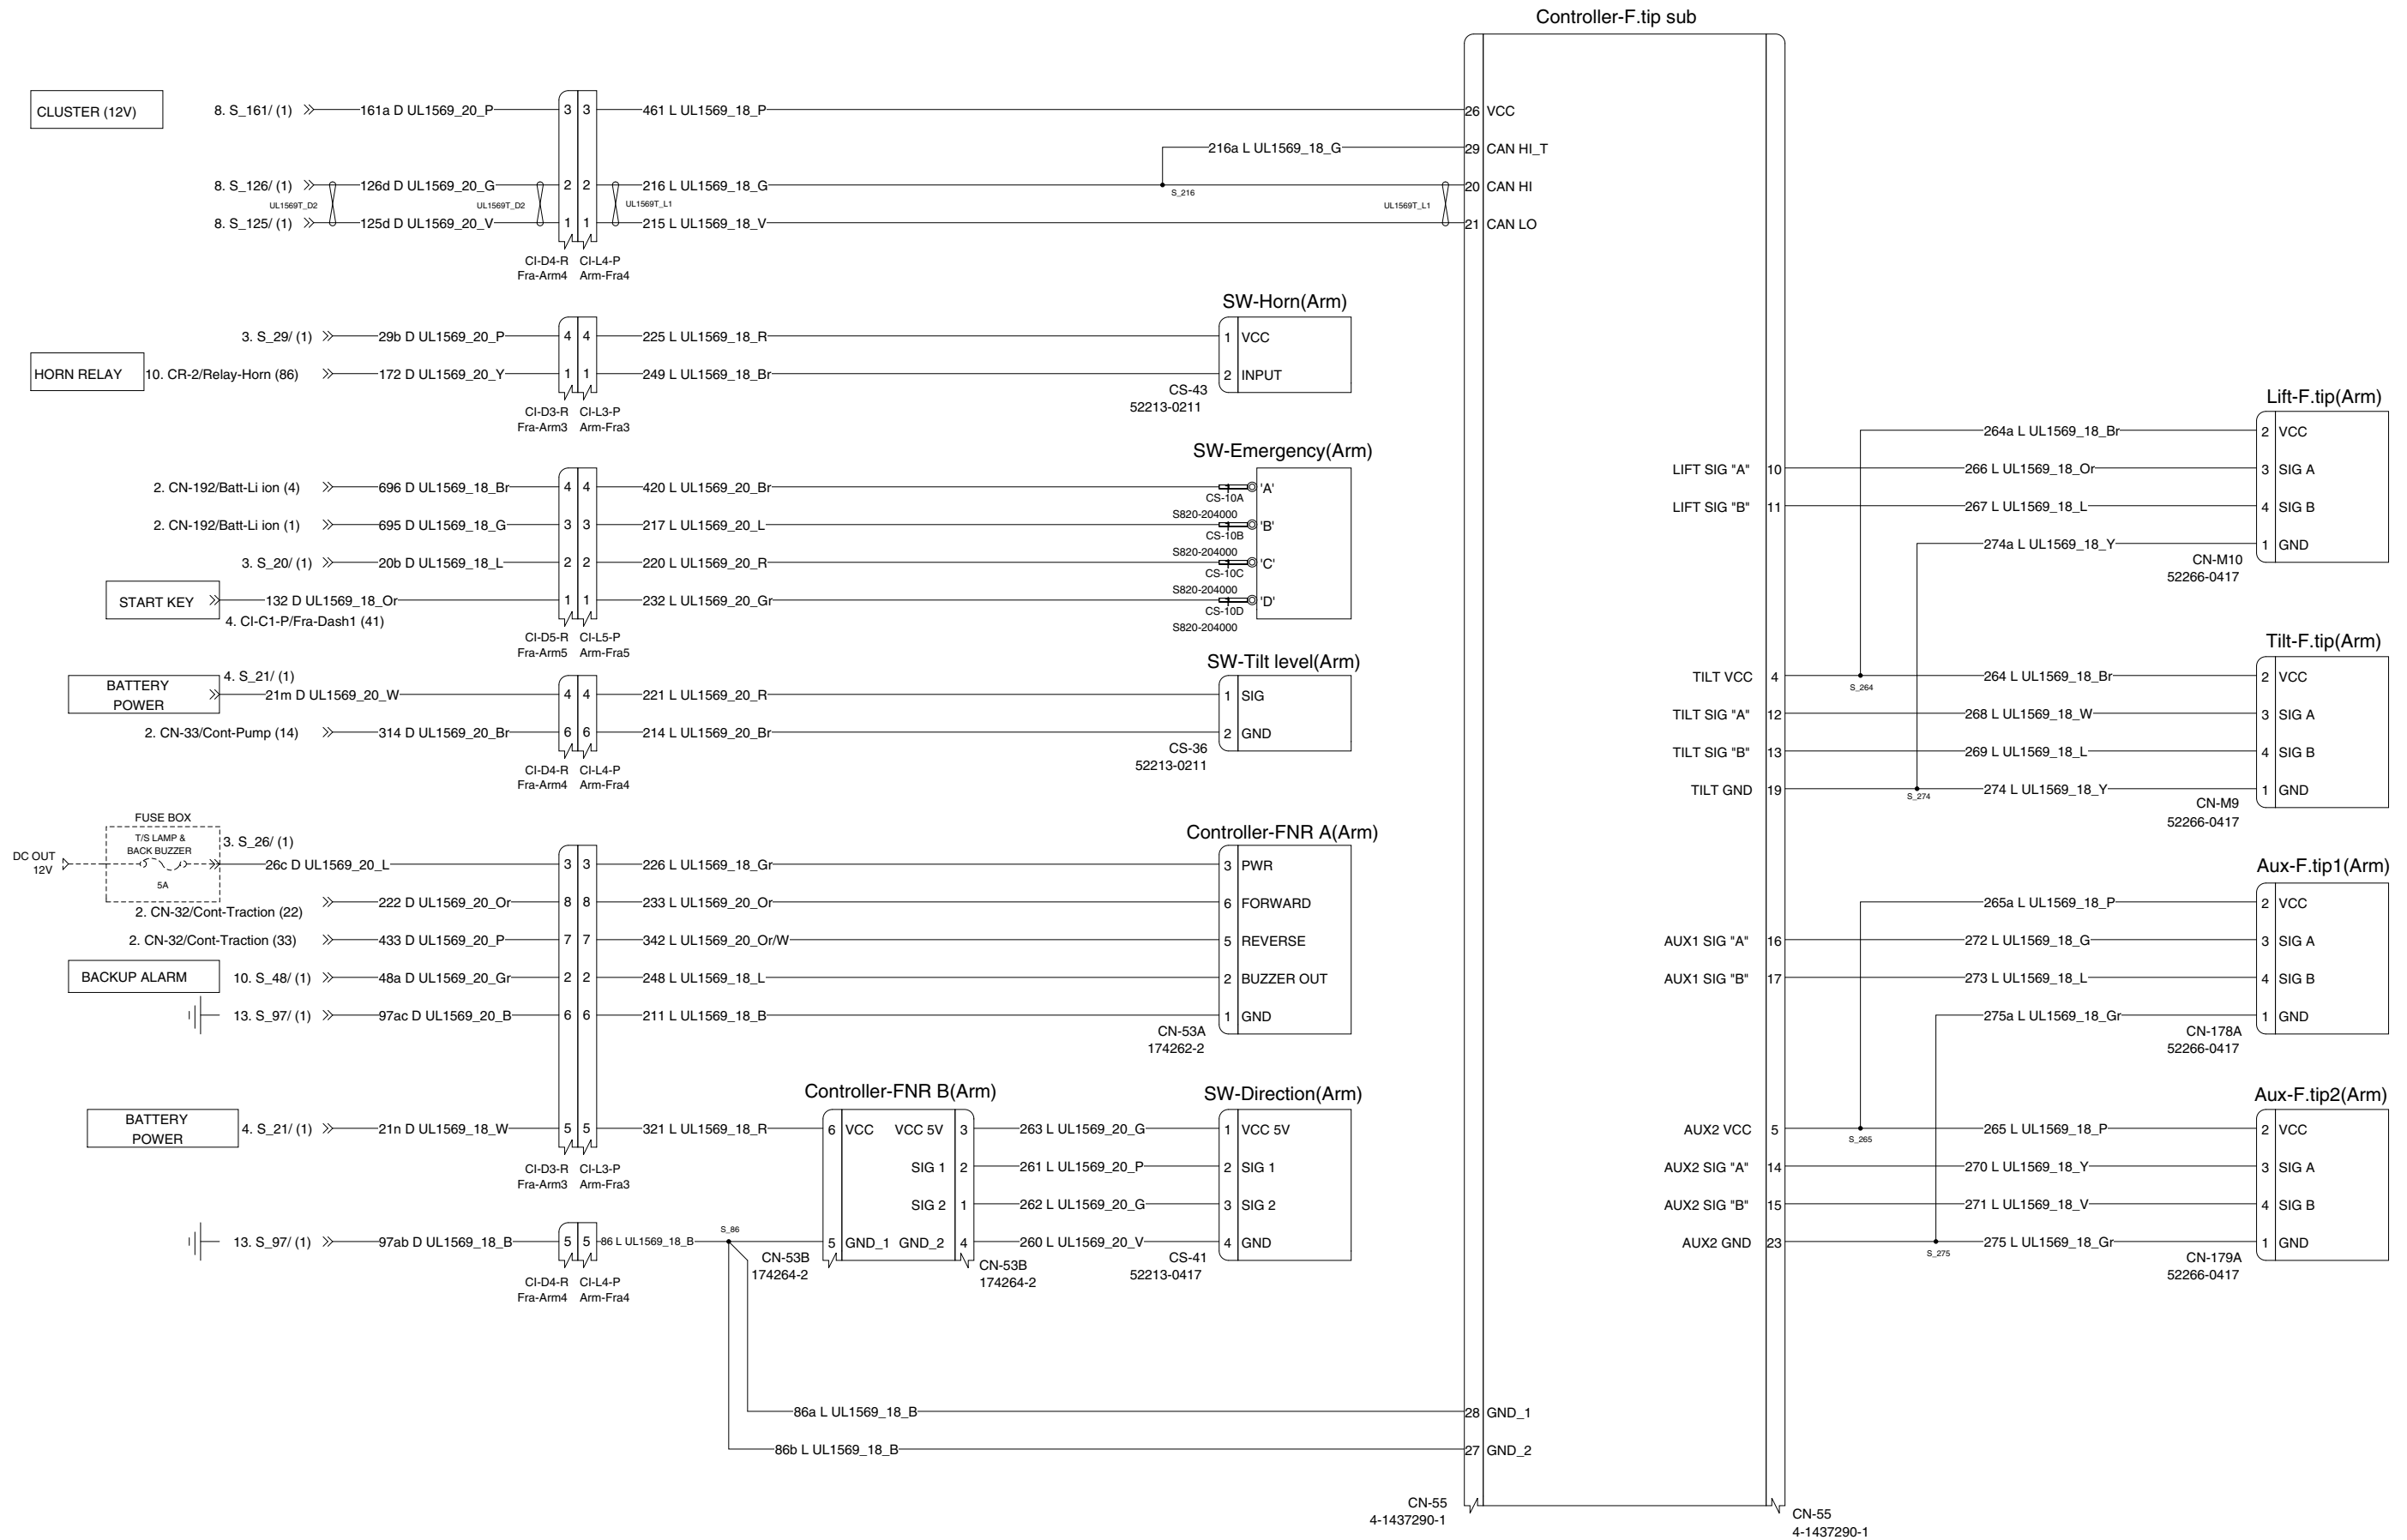 Controller-F.tip sub
CLUSTER (12V)
8. S_161/ (1)
161a D UL1569_20_P
3
3
461 L UL1569_18_P
26
VCC
216a L UL1569_18_G
29
CAN HI_T
8. S_126/ (1)
126d D UL1569_20_G
2
2
216 L UL1569_18_G
S_216
20
CAN HI
UL1569T_D2
UL1569T_D2
UL1569T_L1
UL1569T_L1
8. S_125/ (1)
125d D UL1569_20_V
1
1
215 L UL1569_18_V
21
CAN LO
CI-D4-R
CI-L4-P
Fra-Arm4
Arm-Fra4
SW-Horn(Arm)
3. S_29/ (1)
29b D UL1569_20_P
4
4
225 L UL1569_18_R
1
VCC
HORN RELAY
10. CR-2/Relay-Horn (86)
172 D UL1569_20_Y
1
1
249 L UL1569_18_Br
2
INPUT
CS-43
52213-0211
CI-D3-R
CI-L3-P
Fra-Arm3
Arm-Fra3
SW-Emergency(Arm)
2. CN-192/Batt-Li ion (4)
696 D UL1569_18_Br
4
4
420 L UL1569_20_Br
1
'A'
CS-10A
S820-204000
2. CN-192/Batt-Li ion (1)
695 D UL1569_18_G
3
3
217 L UL1569_20_L
1
'B'
CS-10B
S820-204000
3. S_20/ (1)
20b D UL1569_18_L
2
2
220 L UL1569_20_R
1
'C'
CS-10C
S820-204000
START KEY
132 D UL1569_18_Or
1
1
232 L UL1569_20_Gr
1
'D'
CS-10D
S820-204000
4. CI-C1-P/Fra-Dash1 (41)
CI-D5-R
CI-L5-P
Fra-Arm5
Arm-Fra5
SW-Tilt level(Arm)
BATTERY
POWER
4. S_21/ (1)
21m D UL1569_20_W
4
4
221 L UL1569_20_R
1
SIG
2. CN-33/Cont-Pump (14)
314 D UL1569_20_Br
6
6
214 L UL1569_20_Br
2
GND
CS-36
52213-0211
CI-D4-R
CI-L4-P
Fra-Arm4
Arm-Fra4
FUSE BOX
T/S LAMP &
BACK BUZZER
5A
DC OUT
12V
3. S_26/ (1)
Controller-FNR A(Arm)
26c D UL1569_20_L
3
3
226 L UL1569_18_Gr
3
PWR
2. CN-32/Cont-Traction (22)
222 D UL1569_20_Or
8
8
233 L UL1569_20_Or
6
FORWARD
2. CN-32/Cont-Traction (33)
433 D UL1569_20_P
7
7
342 L UL1569_20_Or/W
5
REVERSE
BACKUP ALARM
10. S_48/ (1)
48a D UL1569_20_Gr
2
2
248 L UL1569_18_L
2
BUZZER OUT
13. S_97/ (1)
97ac D UL1569_20_B
6
6
211 L UL1569_18_B
1
GND
CN-53A
174262-2
Controller-FNR B(Arm)
SW-Direction(Arm)
BATTERY
POWER
4. S_21/ (1)
21n D UL1569_18_W
5
5
321 L UL1569_18_R
6
VCC
VCC 5V
3
263 L UL1569_20_G
1
VCC 5V
CI-D3-R
CI-L3-P
Fra-Arm3
Arm-Fra3
SIG 1
2
261 L UL1569_20_P
2
SIG 1
SIG 2
1
262 L UL1569_20_G
3
SIG 2
13. S_97/ (1)
97ab D UL1569_18_B
5
5
86 L UL1569_18_B
S_86
5
GND_1
GND_2
4
260 L UL1569_20_V
4
GND
CN-53B
174264-2
CN-53B
174264-2
CS-41
52213-0417
CI-D4-R
CI-L4-P
Fra-Arm4
Arm-Fra4
86a L UL1569_18_B
28
GND_1
86b L UL1569_18_B
27
GND_2
CN-55
4-1437290-1
CN-55
4-1437290-1
Lift-F.tip(Arm)
264a L UL1569_18_Br
2
VCC
LIFT SIG "A"
10
266 L UL1569_18_Or
3
SIG A
LIFT SIG "B"
11
267 L UL1569_18_L
4
SIG B
274a L UL1569_18_Y
1
GND
CN-M10
52266-0417
Tilt-F.tip(Arm)
TILT VCC
4
S_264
264 L UL1569_18_Br
2
VCC
TILT SIG "A"
12
268 L UL1569_18_W
3
SIG A
TILT SIG "B"
13
269 L UL1569_18_L
4
SIG B
TILT GND
19
S_274
274 L UL1569_18_Y
1
GND
CN-M9
52266-0417
Aux-F.tip1(Arm)
265a L UL1569_18_P
2
VCC
AUX1 SIG "A"
16
272 L UL1569_18_G
3
SIG A
AUX1 SIG "B"
17
273 L UL1569_18_L
4
SIG B
275a L UL1569_18_Gr
1
GND
CN-178A
52266-0417
Aux-F.tip2(Arm)
AUX2 VCC
5
S_265
265 L UL1569_18_P
2
VCC
AUX2 SIG "A"
14
270 L UL1569_18_Y
3
SIG A
AUX2 SIG "B"
15
271 L UL1569_18_V
4
SIG B
AUX2 GND
23
S_275
275 L UL1569_18_Gr
1
GND
CN-179A
52266-0417